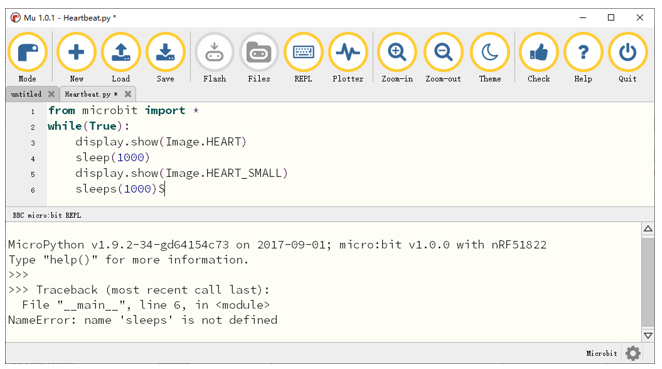 Mu 1.0.1 - Heartbeat.py *
Mode New Load Save Flash Files REPL Plotter Zoom-in Zoom-out Theme Check Help Quit
untitled Heartbeat.py *
1 from microbit import *
2 while(True):
3 display.show(Image.HEART)
4 sleep(1000)
5 display.show(Image.HEART_SMALL)
6 sleeps(1000)S
BBC micro:bit REPL
MicroPython v1.9.2-34-gd64154c73 on 2017-09-01; micro:bit v1.0.0 with nRF51822
Type "help()" for more information.
>>>
>>> Traceback (most recent call last):
File "__main__", line 6, in <module>
NameError: name 'sleeps' is not defined
Microbit